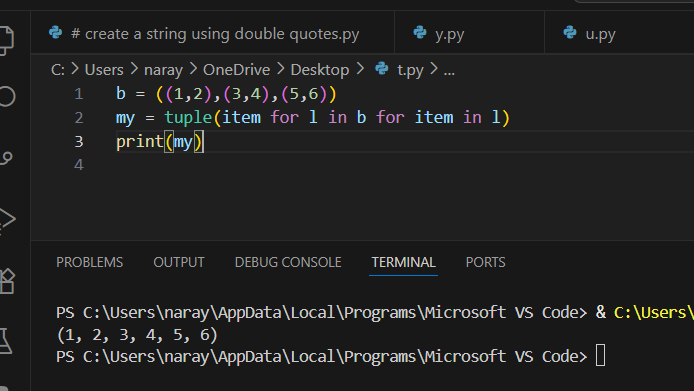 # create a string using double quotes.py y.py u.py
C: > Users > naray > OneDrive > Desktop > t.py > ...
1 b = ((1,2),(3,4),(5,6))
2 my = tuple(item for l in b for item in l)
3 print(my)
4
PROBLEMS OUTPUT DEBUG CONSOLE TERMINAL PORTS
PS C:\Users\naray\AppData\Local\Programs\Microsoft VS Code> & C:\Users\
(1, 2, 3, 4, 5, 6)
PS C:\Users\naray\AppData\Local\Programs\Microsoft VS Code>